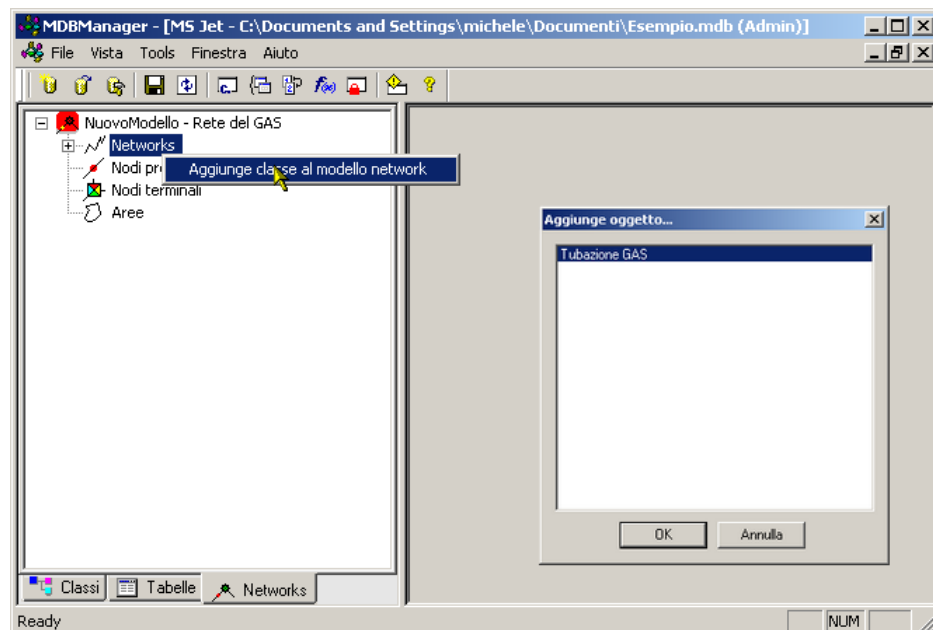 MDBManager - [MS Jet - C:\Documents and Settings\michele\Documenti\Esempio.mdb (Admin)]
File Vista Tools Finestra Aiuto
NuovoModello - Rete del GAS
Networks
Nodi pr
Aggiunge classe al modello network
Nodi terminali
Aree
Aggiunge oggetto...
Tubazione GAS
OK Annulla
Classi Tabelle Networks
Ready NUM